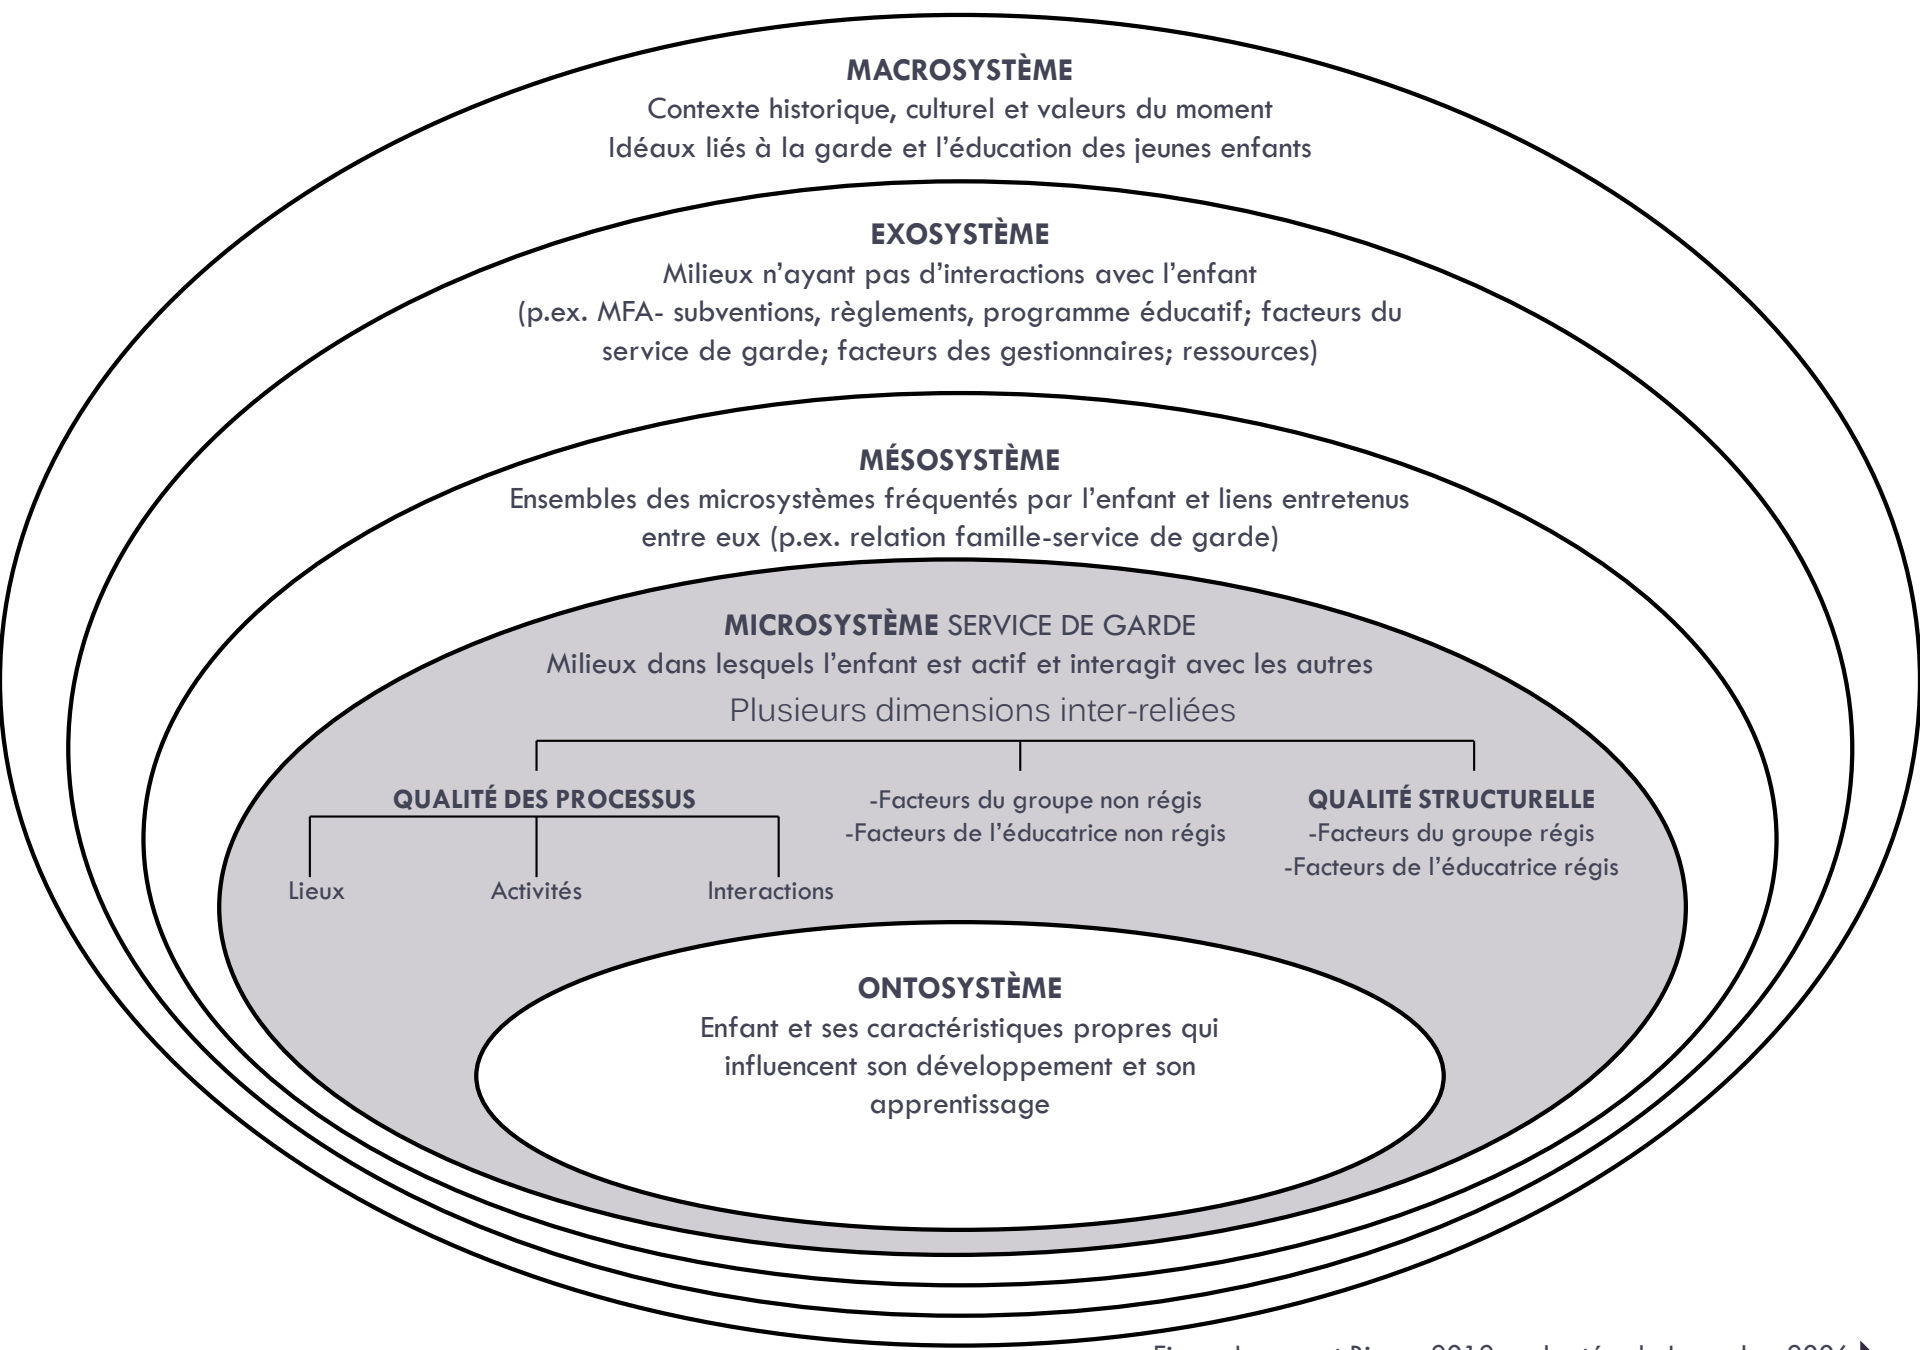 MACROSYSTÈME
Contexte historique, culturel et valeurs du moment
Idéaux liés à la garde et l’éducation des jeunes enfants
EXOSYSTÈME
Milieux n’ayant pas d’interactions avec l’enfant
(p.ex. MFA- subventions, règlements, programme éducatif; facteurs du
service de garde; facteurs des gestionnaires; ressources)
MÉSOSYSTÈME
Ensembles des microsystèmes fréquentés par l’enfant et liens entretenus
entre eux (p.ex. relation famille-service de garde)
MICROSYSTÈME SERVICE DE GARDE
Milieux dans lesquels l’enfant est actif et interagit avec les autres
Plusieurs dimensions inter-reliées
QUALITÉ DES PROCESSUS
Lieux
Activités
Interactions
-Facteurs du groupe non régis
-Facteurs de l’éducatrice non régis
QUALITÉ STRUCTURELLE
-Facteurs du groupe régis
-Facteurs de l’éducatrice régis
ONTOSYSTÈME
Enfant et ses caractéristiques propres qui
influencent son développement et son
apprentissage